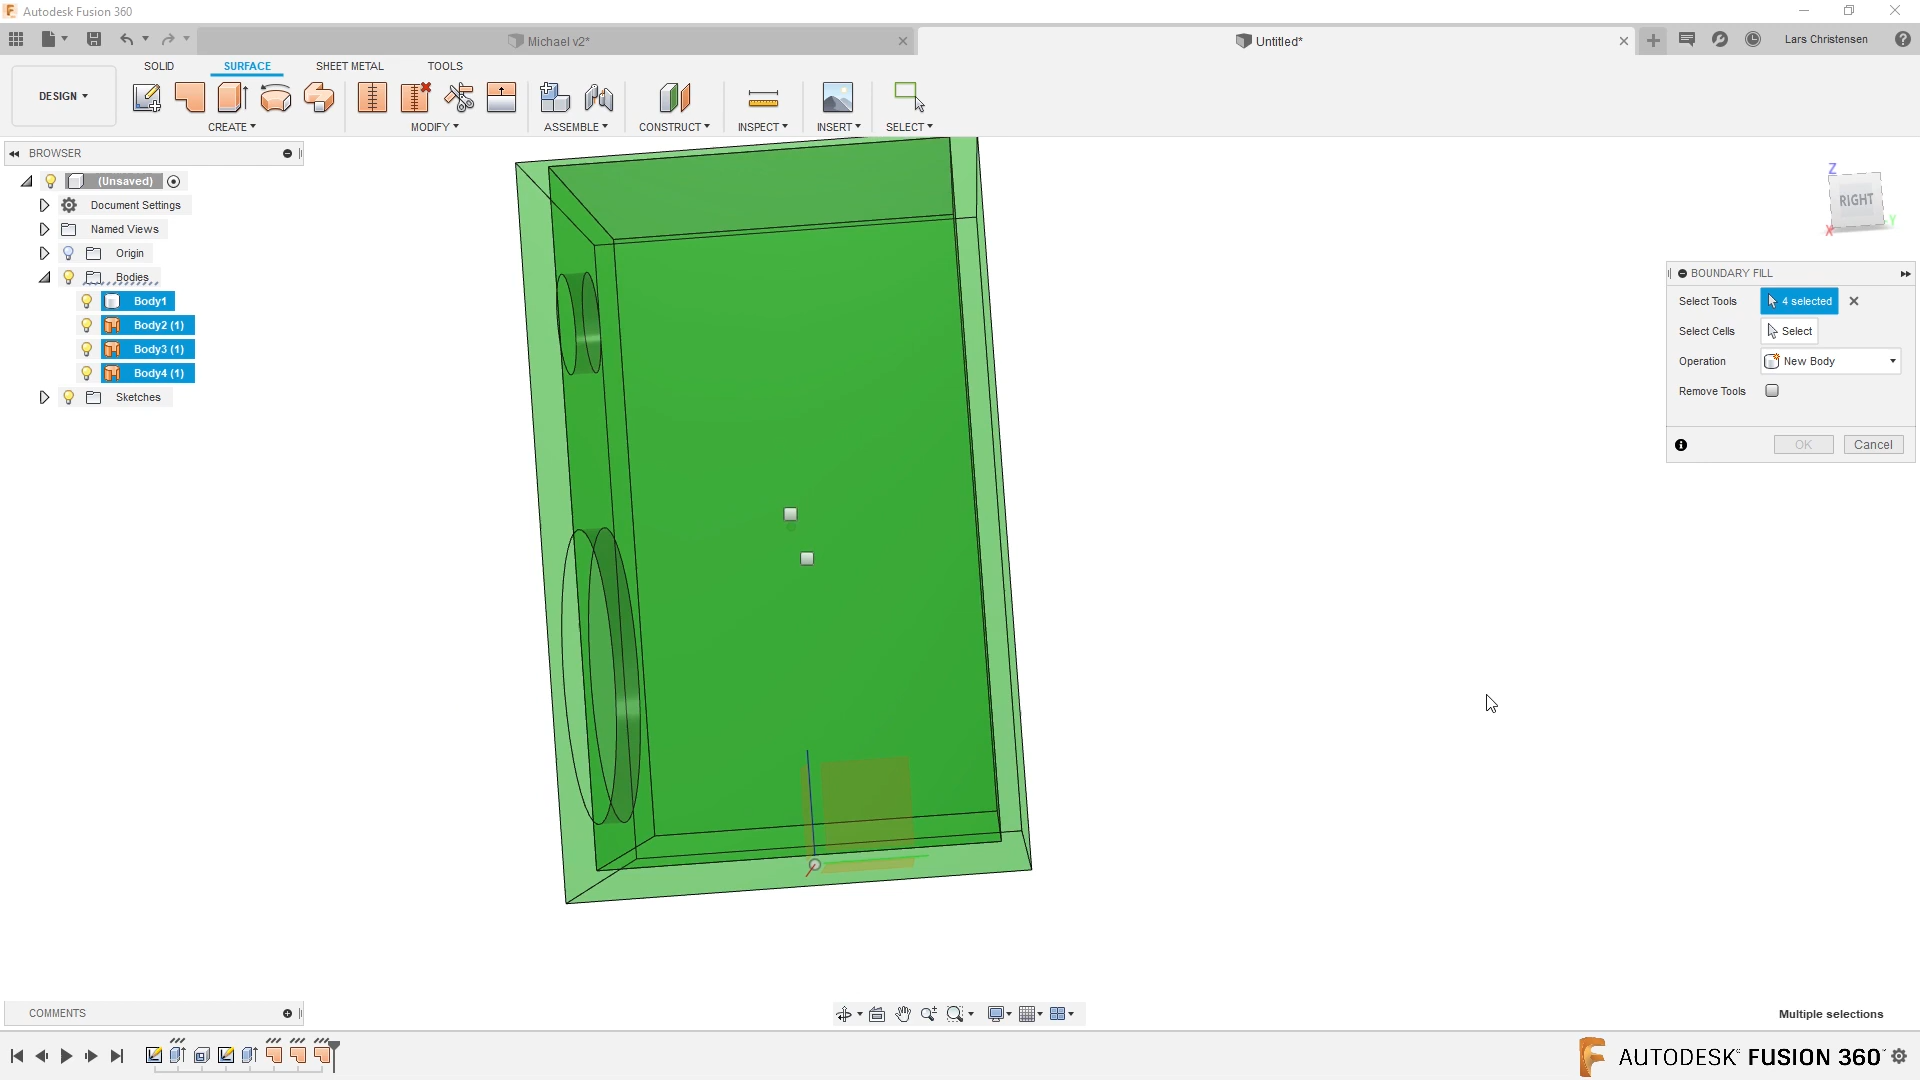 Autodesk Fusion 360
Michael v2*
Untitled*
Lars Christensen
DESIGN
SOLID
SURFACE
SHEET METAL
TOOLS
CREATE
MODIFY
ASSEMBLE
CONSTRUCT
INSPECT
INSERT
SELECT
BROWSER
(Unsaved)
Document Settings
Named Views
Origin
Bodies
Body1
Body2 (1)
Body3 (1)
Body4 (1)
Sketches
Z
RIGHT
Y
X
BOUNDARY FILL
Select Tools
4 selected
Select Cells
Select
Operation
New Body
Remove Tools
OK
Cancel
COMMENTS
Multiple selections
AUTODESK FUSION 360